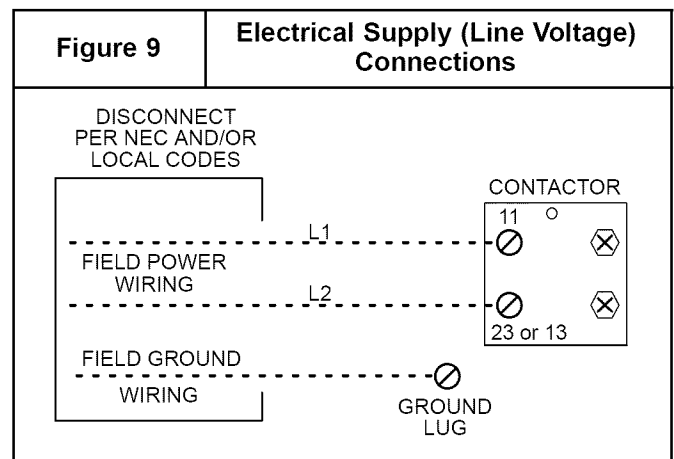 Figure 9
Electrical Supply (Line Voltage)
Connections
DISCONNECT
PER NEC AND/OR
LOCAL CODES
CONTACTOR
11
L1
FIELD POWER
WIRING
L2
23 or 13
FIELD GROUND
WIRING
GROUND
LUG